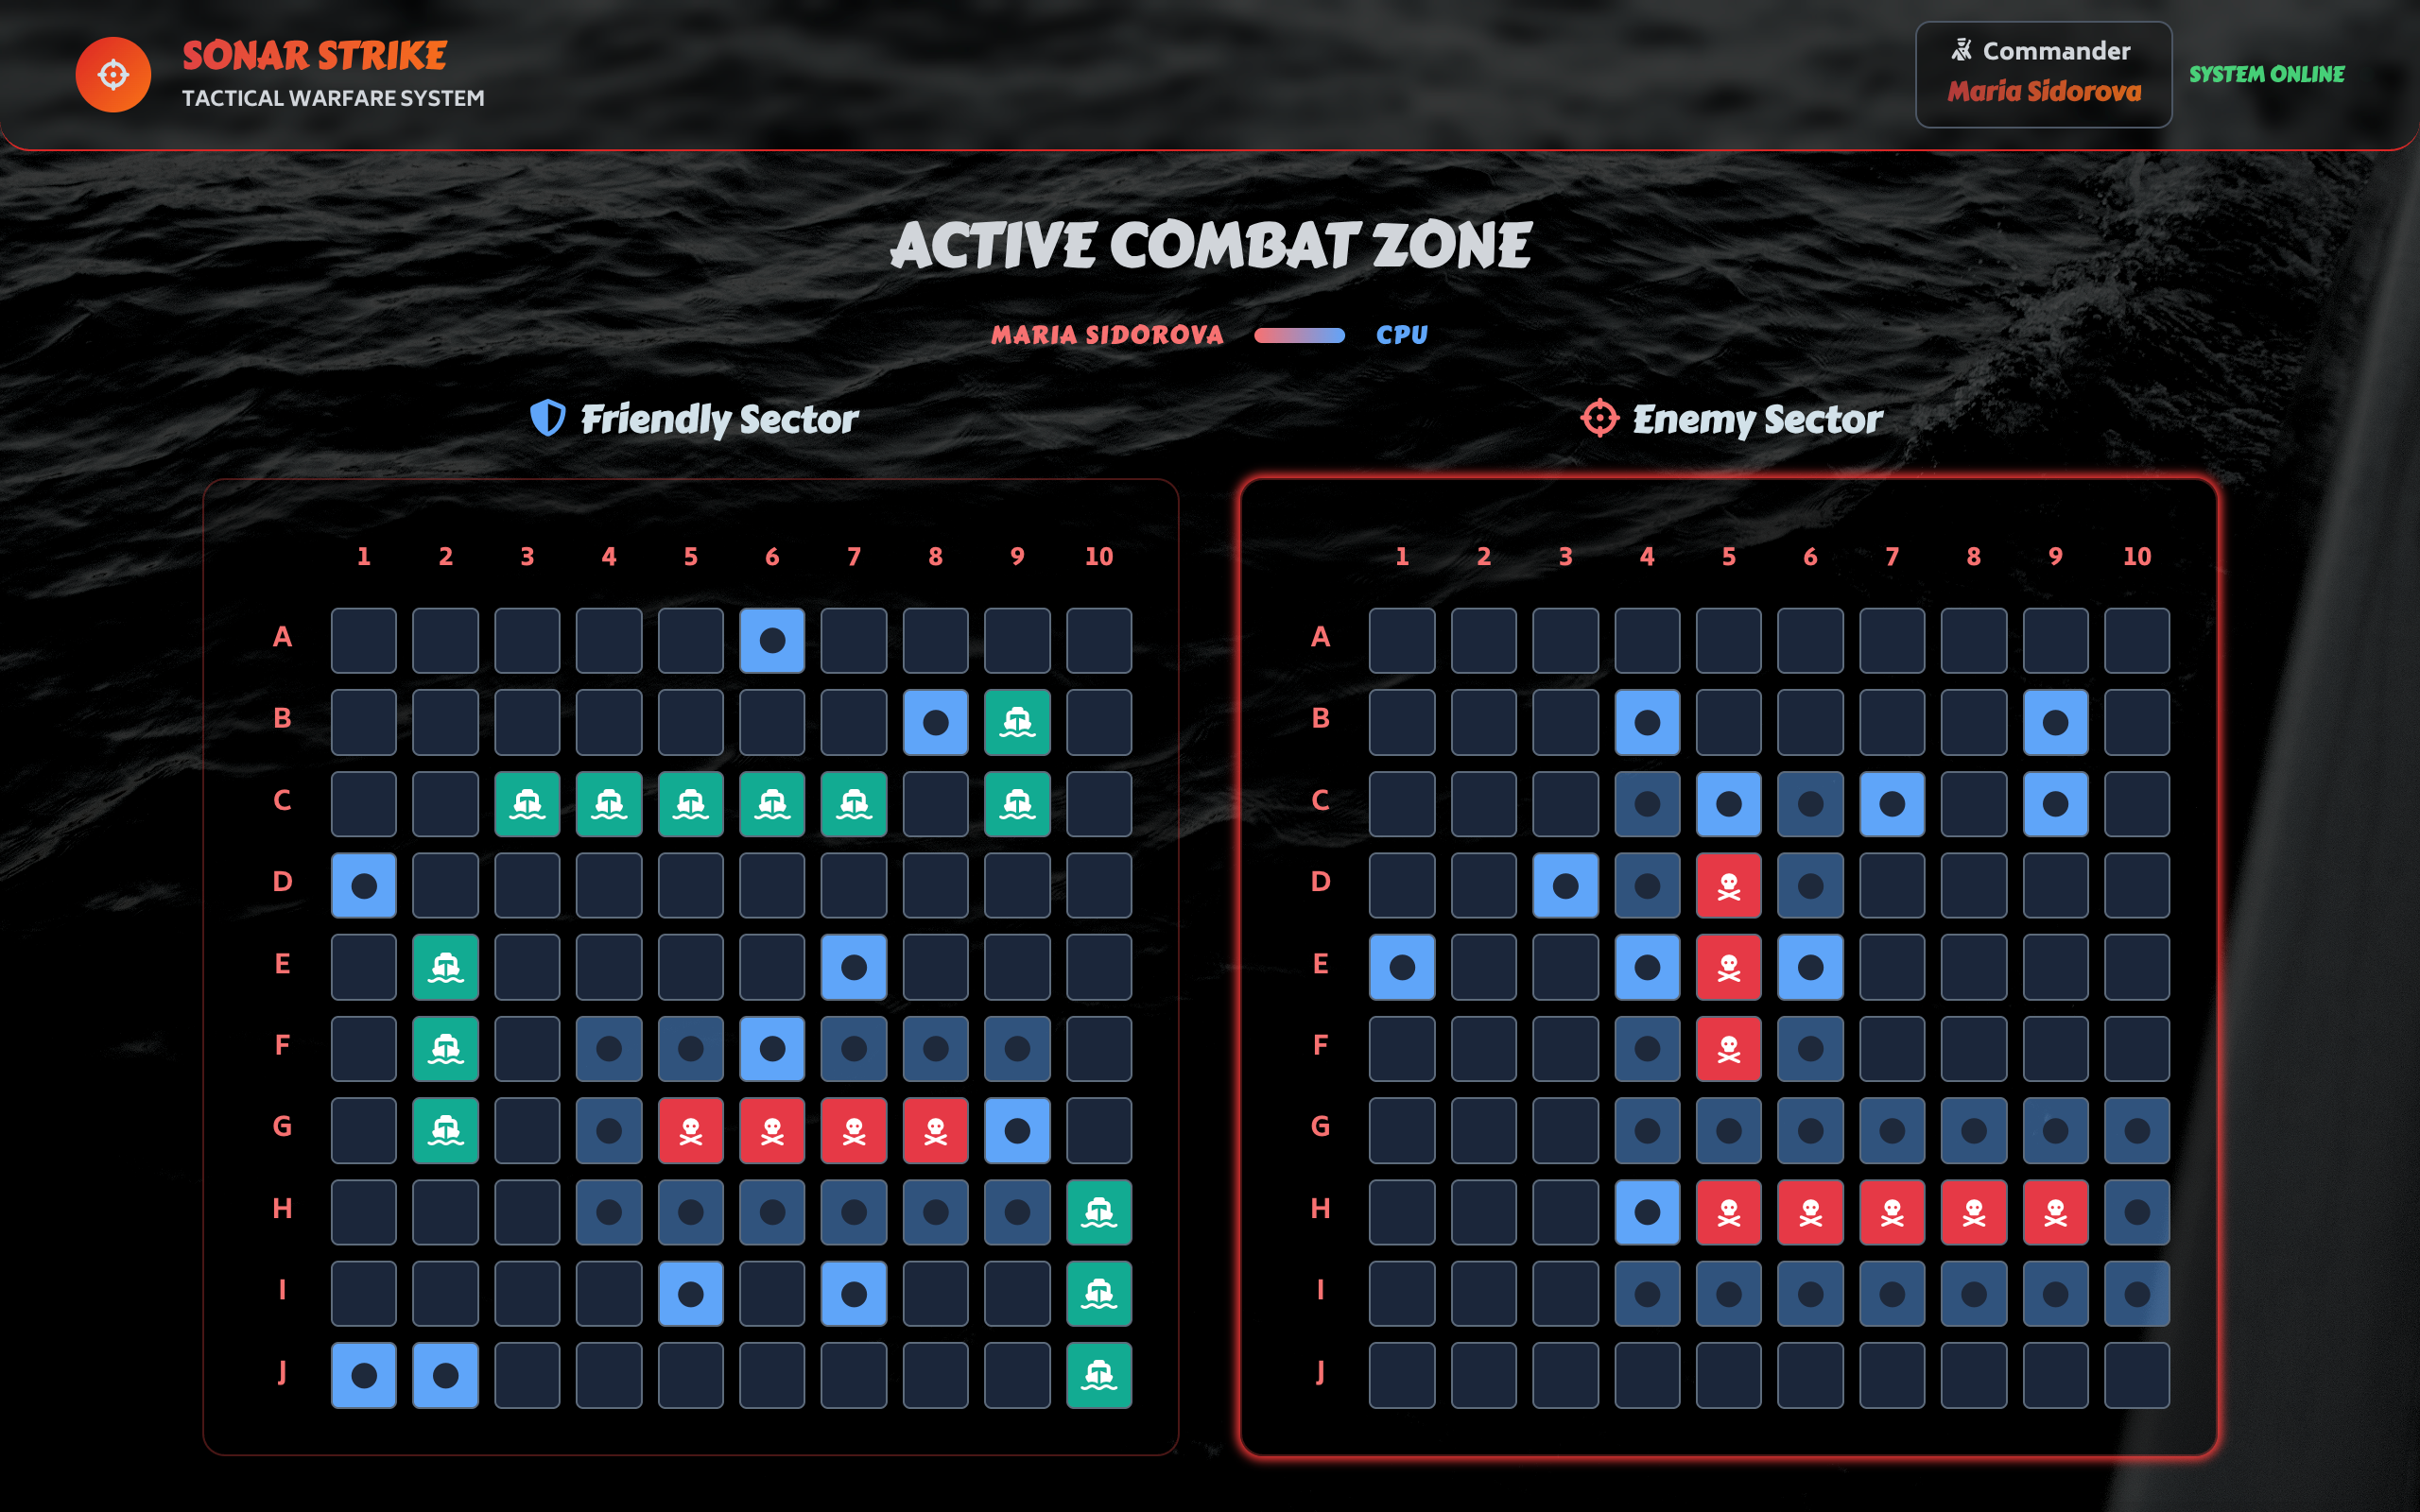 SONAR STRIKE
TACTICAL WARFARE SYSTEM
Commander
Maria Sidorova
SYSTEM ONLINE
ACTIVE COMBAT ZONE
MARIA SIDOROVA CPU
Friendly Sector
1 2 3 4 5 6 7 8 9 10
A
B
C
D
E
F
G
H
I
J
Enemy Sector
1 2 3 4 5 6 7 8 9 10
A
B
C
D
E
F
G
H
I
J